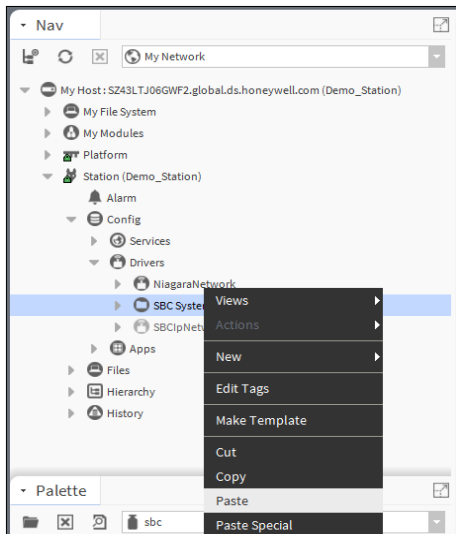 Nav
My Network
My Host : SZ43LTJ06GWF2.global.ds.honeywell.com (Demo_Station)
My File System
My Modules
Platform
Station (Demo_Station)
Alarm
Config
Services
Drivers
NiagaraNetwork
SBC Syste
SBCIpNetw
Apps
Files
Hierarchy
History
Views
Actions
New
Edit Tags
Make Template
Cut
Copy
Paste
Paste Special
Palette
sbc